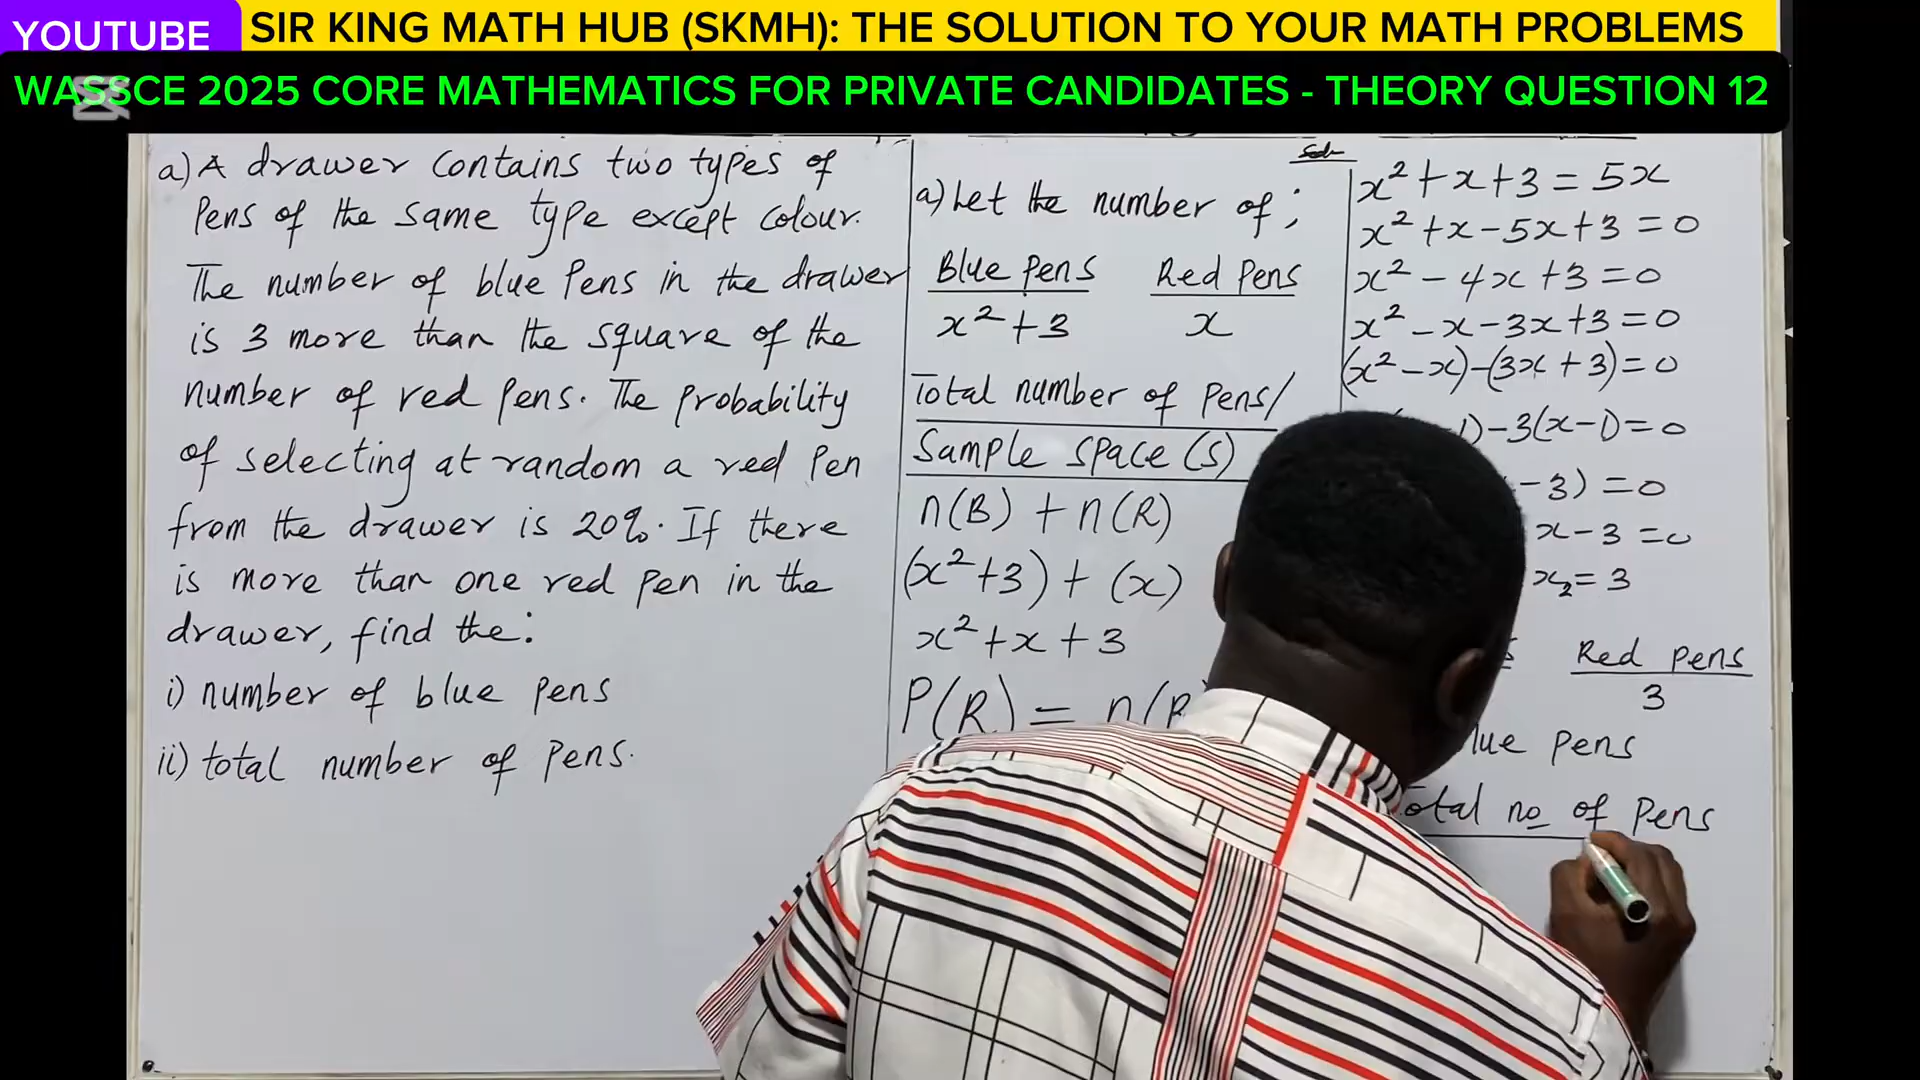 YOUTUBE
SIR KING MATH HUB (SKMH): THE SOLUTION TO YOUR MATH PROBLEMS
WASSCE 2025 CORE MATHEMATICS FOR PRIVATE CANDIDATES - THEORY QUESTION 12
a) A drawer contains two types of
Pens of the same type except colour.
The number of blue Pens in the drawer
is 3 more than the square of the
number of red pens. The Probability
of selecting at random a red Pen
from the drawer is 20%. If there
is more than one red pen in the
drawer, find the:
i) number of blue pens
ii) total number of Pens.
a) Let the number of;
Blue Pens Red Pens
x² + 3 x
Total number of Pens/
Sample space (S)
n(B) + n(R)
(x²+3) + (x)
x² + x + 3
P(R) = n(R
x² + x + 3 = 5x
x² + x - 5x + 3 = 0
x² - 4x + 3 = 0
x² - x - 3x + 3 = 0
(x² - x) - (3x + 3) = 0
1) - 3(x - 1) = 0
- 3) = 0
x - 3 = 0
x₂ = 3
Red pens
3
lue Pens
otal no of Pens